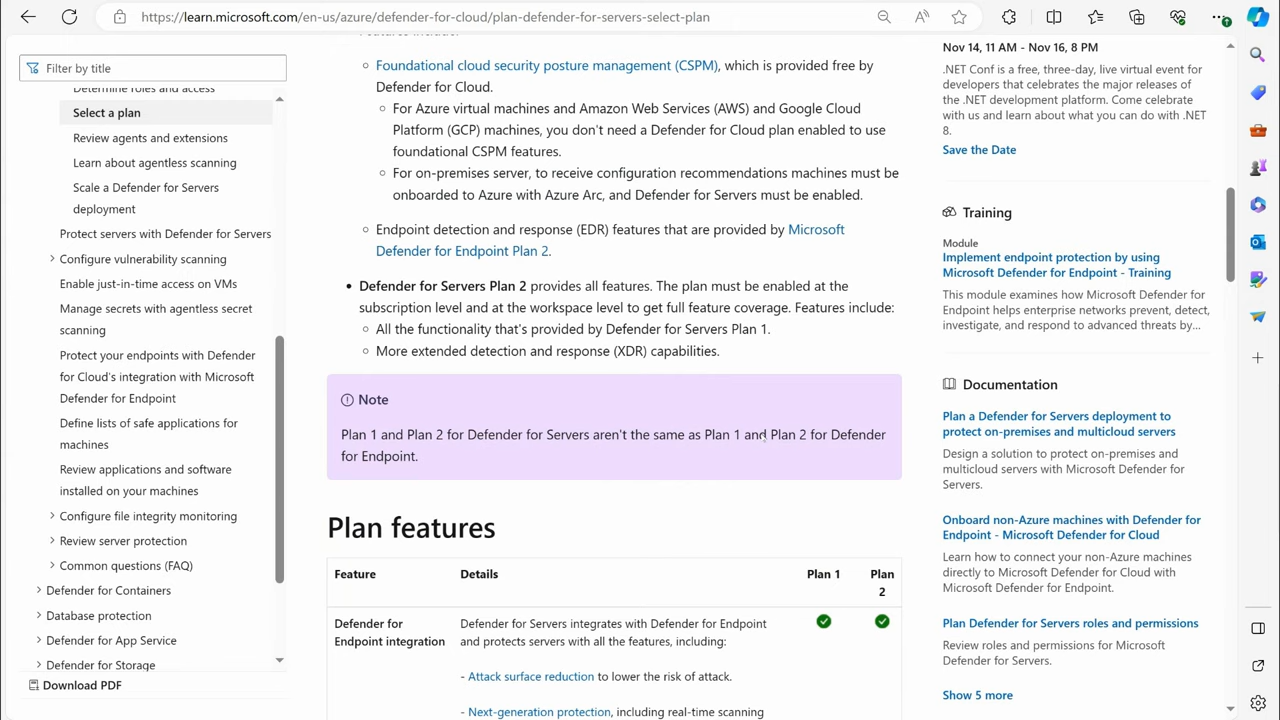 https://learn.microsoft.com/en-us/azure/defender-for-cloud/plan-defender-for-servers-select-plan
Filter by title
Determine roles and access
Select a plan
Review agents and extensions
Learn about agentless scanning
Scale a Defender for Servers
deployment
Protect servers with Defender for Servers
Configure vulnerability scanning
Enable just-in-time access on VMs
Manage secrets with agentless secret
scanning
Protect your endpoints with Defender
for Cloud's integration with Microsoft
Defender for Endpoint
Define lists of safe applications for
machines
Review applications and software
installed on your machines
Configure file integrity monitoring
Review server protection
Common questions (FAQ)
Defender for Containers
Database protection
Defender for App Service
Defender for Storage
Download PDF
Features include:
Foundational cloud security posture management (CSPM), which is provided free by
Defender for Cloud.
For Azure virtual machines and Amazon Web Services (AWS) and Google Cloud
Platform (GCP) machines, you don't need a Defender for Cloud plan enabled to use
foundational CSPM features.
For on-premises server, to receive configuration recommendations machines must be
onboarded to Azure with Azure Arc, and Defender for Servers must be enabled.
Endpoint detection and response (EDR) features that are provided by Microsoft
Defender for Endpoint Plan 2.
Defender for Servers Plan 2 provides all features. The plan must be enabled at the
subscription level and at the workspace level to get full feature coverage. Features include:
All the functionality that's provided by Defender for Servers Plan 1.
More extended detection and response (XDR) capabilities.
Note
Plan 1 and Plan 2 for Defender for Servers aren't the same as Plan 1 and Plan 2 for Defender
for Endpoint.
Plan features
Feature Details Plan 1 Plan
2
Defender for Defender for Servers integrates with Defender for Endpoint
Endpoint integration and protects servers with all the features, including:
- Attack surface reduction to lower the risk of attack.
- Next-generation protection, including real-time scanning
Nov 14, 11 AM - Nov 16, 8 PM
.NET Conf is a free, three-day, live virtual event for
developers that celebrates the major releases of
the .NET development platform. Come celebrate
with us and learn about what you can do with .NET
8.
Save the Date
Training
Module
Implement endpoint protection by using
Microsoft Defender for Endpoint - Training
This module examines how Microsoft Defender for
Endpoint helps enterprise networks prevent, detect,
investigate, and respond to advanced threats by...
Documentation
Plan a Defender for Servers deployment to
protect on-premises and multicloud servers
Design a solution to protect on-premises and
multicloud servers with Microsoft Defender for
Servers.
Onboard non-Azure machines with Defender for
Endpoint - Microsoft Defender for Cloud
Learn how to connect your non-Azure machines
directly to Microsoft Defender for Cloud with
Microsoft Defender for Endpoint.
Plan Defender for Servers roles and permissions
Review roles and permissions for Microsoft
Defender for Servers.
Show 5 more